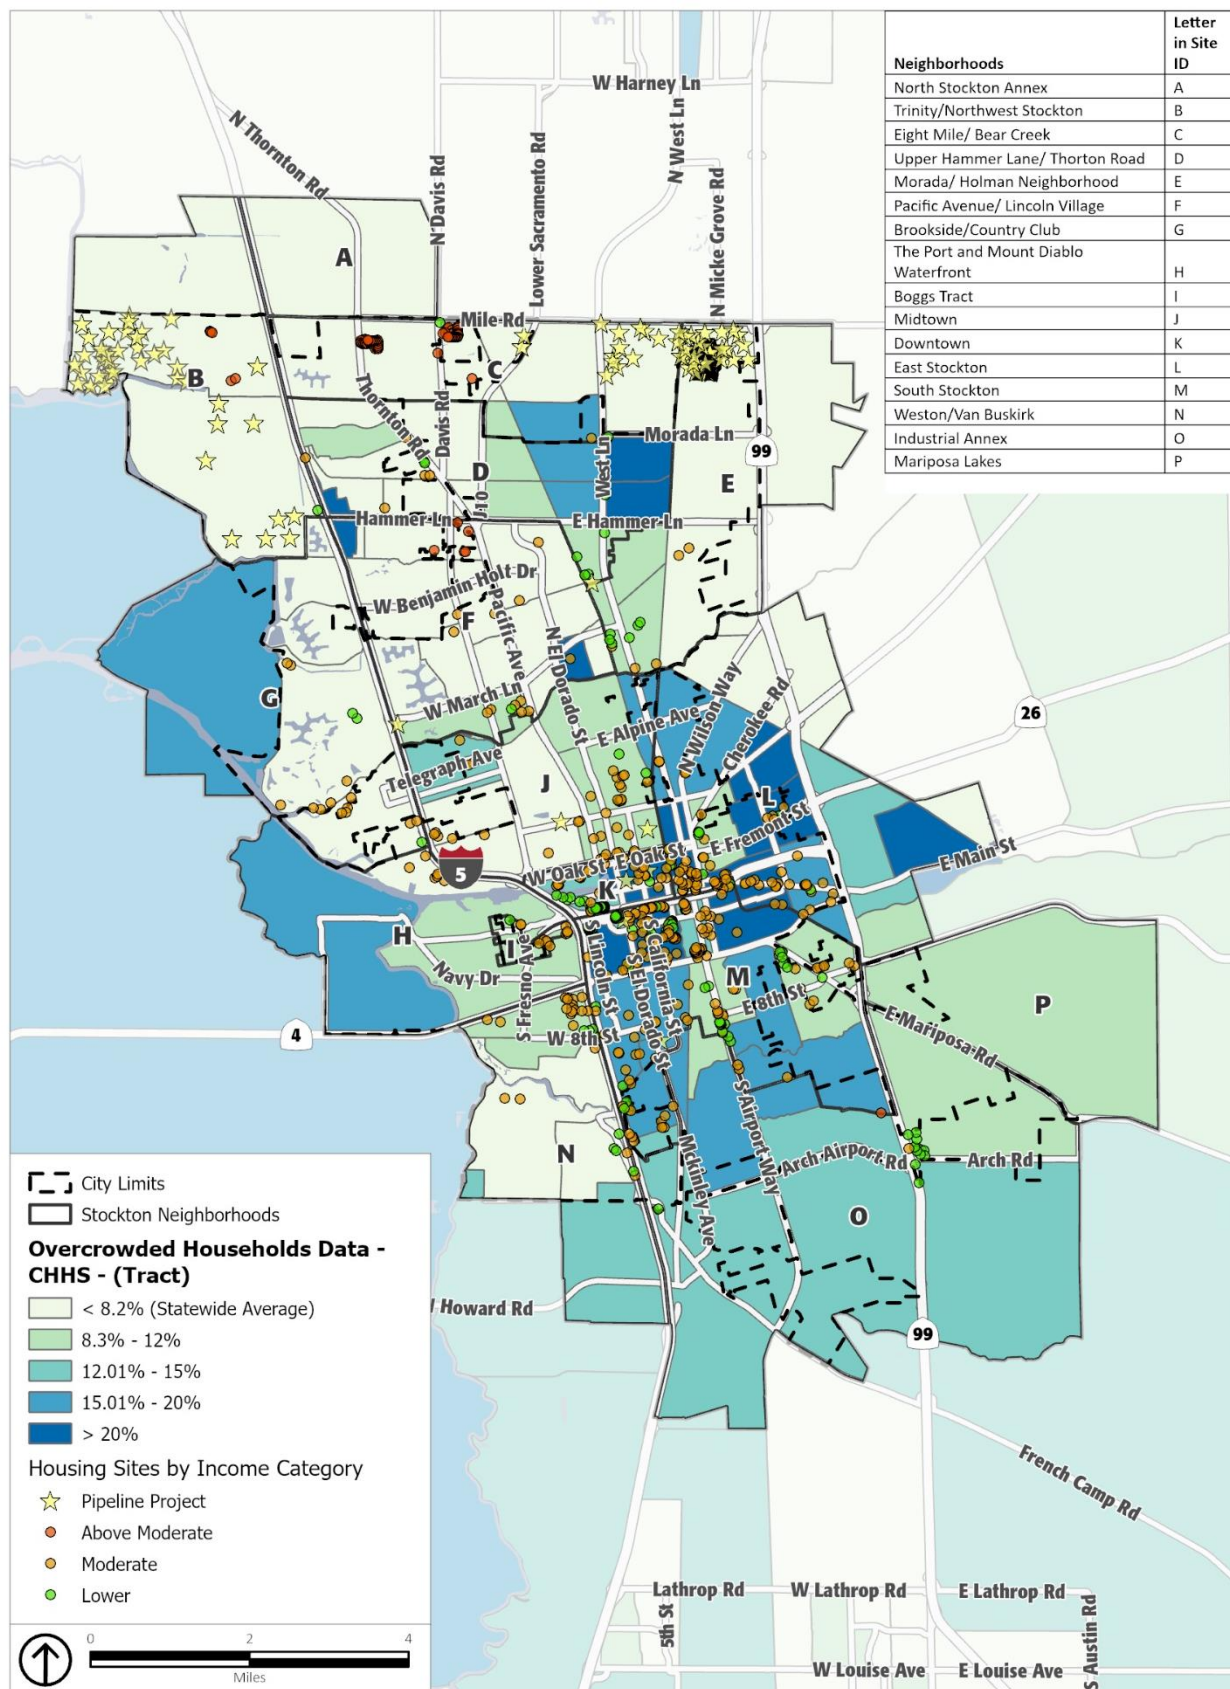 Neighborhoods
Letter
in Site
ID
North Stockton Annex A
Trinity/Northwest Stockton B
Eight Mile/ Bear Creek C
Upper Hammer Lane/ Thorton Road D
Morada/ Holman Neighborhood E
Pacific Avenue/ Lincoln Village F
Brookside/Country Club G
The Port and Mount Diablo
Waterfront H
Boggs Tract I
Midtown J
Downtown K
East Stockton L
South Stockton M
Weston/Van Buskirk N
Industrial Annex O
Mariposa Lakes P
W Harney Ln
N Thornton Rd
N Davis Rd
Lower Sacramento Rd
N West Ln
N Micke Grove Rd
A
Mile Rd
B
C
Thornton Rd
Davis Rd
West Ln
Morada Ln
99
D
E
I-10
Hammer Ln
E Hammer Ln
W Benjamin Holt Dr
F
Pacific Ave
N El Dorado St
G
W March Ln
N Wilson Way
Cherokee Rd
26
E Alpine Ave
Telegraph Ave
J
L
E Fremont St
E Main St
5
W Oak St
E Oak St
K
H
I
Navy Dr
S Fresno Ave
S Lincoln St
S El Dorado St
S California St
M
E 8th St
P
E Mariposa Rd
4
W 8th St
S Airport Way
N
Mckinley Ave
Arch Airport Rd
Arch Rd
O
Howard Rd
99
French Camp Rd
Lathrop Rd
W Lathrop Rd
E Lathrop Rd
5th St
S Austin Rd
W Louise Ave
E Louise Ave
City Limits
Stockton Neighborhoods
Overcrowded Households Data -
CHHS - (Tract)
< 8.2% (Statewide Average)
8.3% - 12%
12.01% - 15%
15.01% - 20%
> 20%
Housing Sites by Income Category
Pipeline Project
Above Moderate
Moderate
Lower
0 2 4
Miles